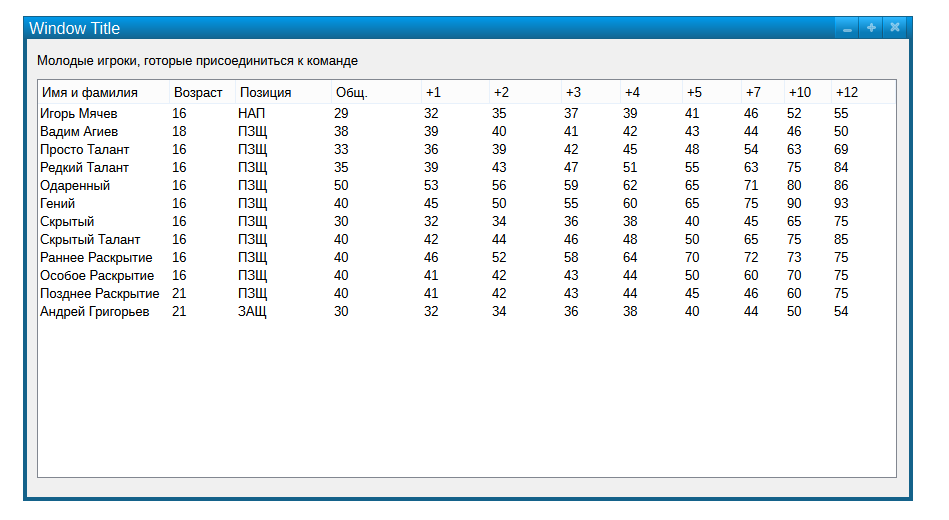 Window Title
Молодые игроки, готорые присоединиться к команде
Имя и фамилия Возраст Позиция Общ. +1 +2 +3 +4 +5 +7 +10 +12
Игорь Мячев 16 НАП 29 32 35 37 39 41 46 52 55
Вадим Агиев 18 ПЗЩ 38 39 40 41 42 43 44 46 50
Просто Талант 16 ПЗЩ 33 36 39 42 45 48 54 63 69
Редкий Талант 16 ПЗЩ 35 39 43 47 51 55 63 75 84
Одаренный 16 ПЗЩ 50 53 56 59 62 65 71 80 86
Гений 16 ПЗЩ 40 45 50 55 60 65 75 90 93
Скрытый 16 ПЗЩ 30 32 34 36 38 40 45 65 75
Скрытый Талант 16 ПЗЩ 40 42 44 46 48 50 65 75 85
Раннее Раскрытие 16 ПЗЩ 40 46 52 58 64 70 72 73 75
Особое Раскрытие 16 ПЗЩ 40 41 42 43 44 50 60 70 75
Позднее Раскрытие 21 ПЗЩ 40 41 42 43 44 45 46 60 75
Андрей Григорьев 21 ЗАЩ 30 32 34 36 38 40 44 50 54